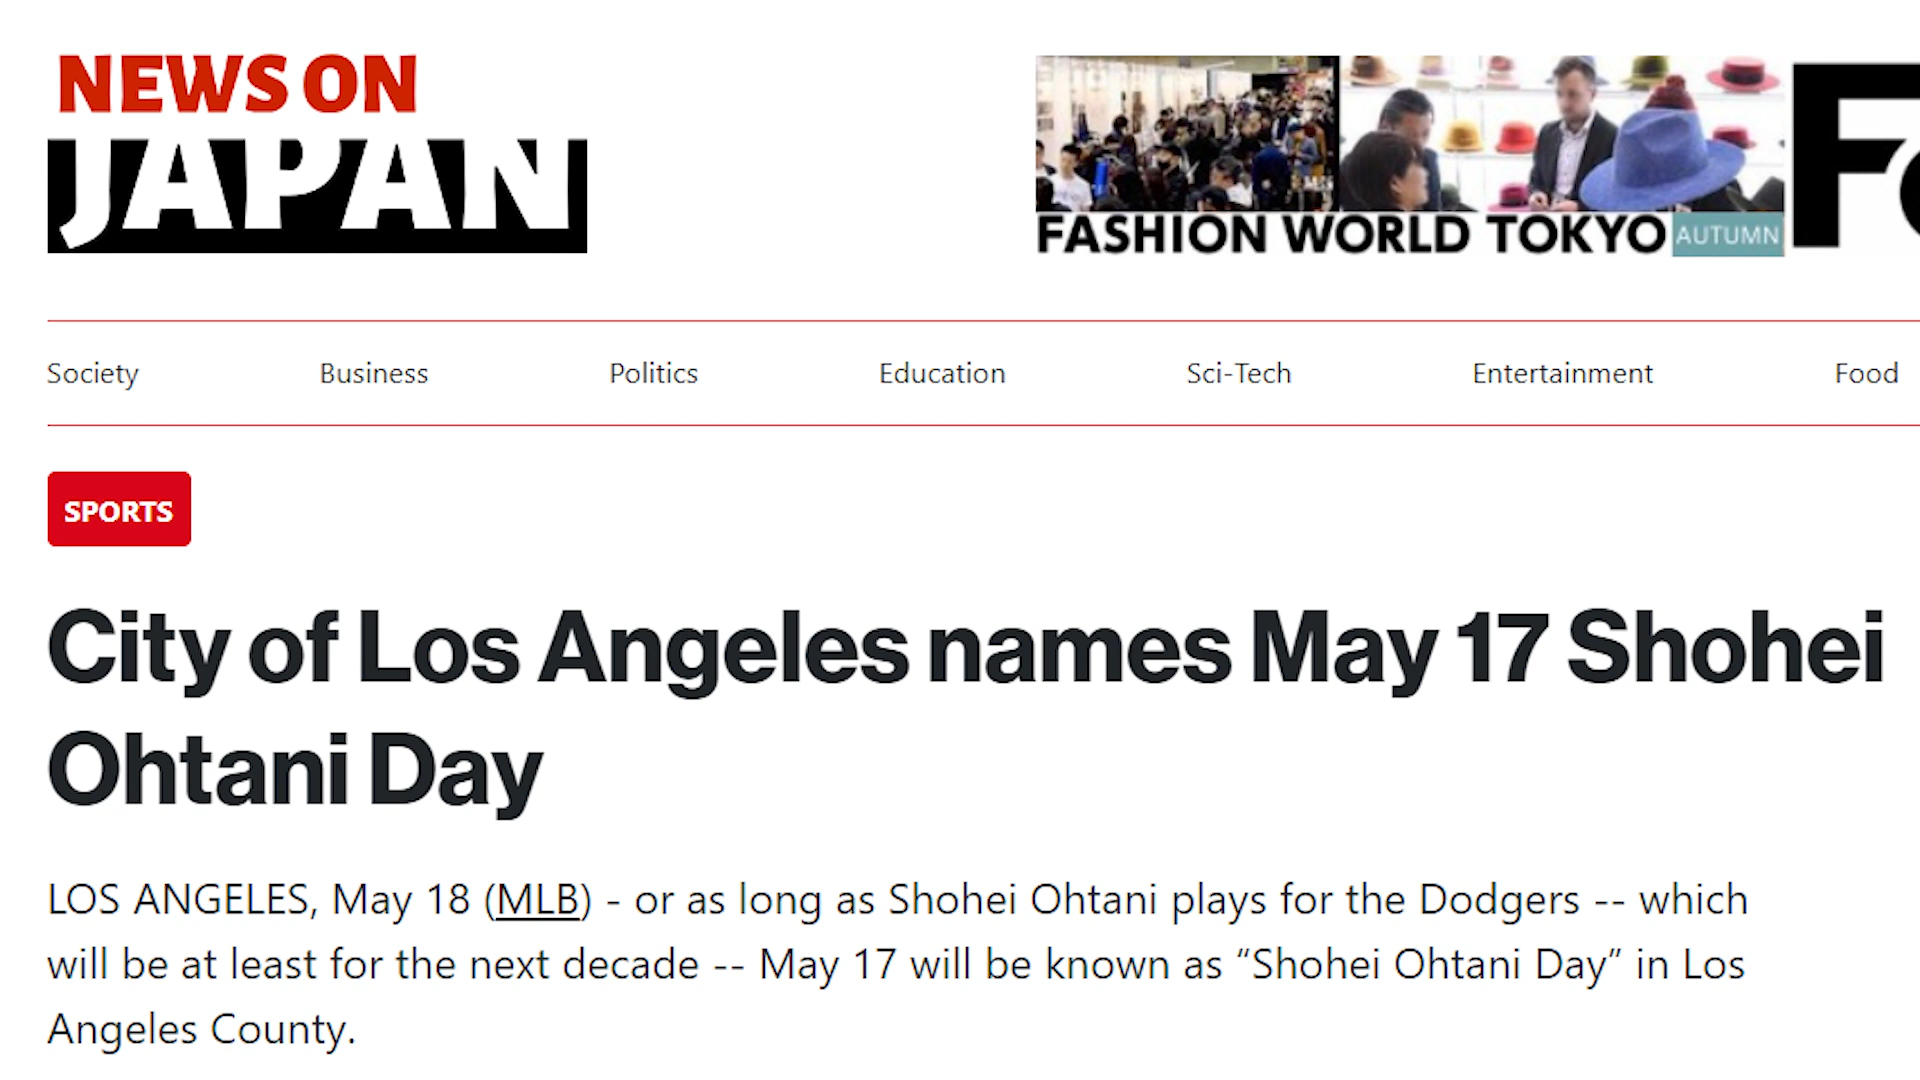 NEWS ON
JAPAN
FASHION WORLD TOKYO AUTUMN
Society Business Politics Education Sci-Tech Entertainment Food
SPORTS
City of Los Angeles names May 17 Shohei
Ohtani Day
LOS ANGELES, May 18 (MLB) - or as long as Shohei Ohtani plays for the Dodgers -- which
will be at least for the next decade -- May 17 will be known as “Shohei Ohtani Day” in Los
Angeles County.